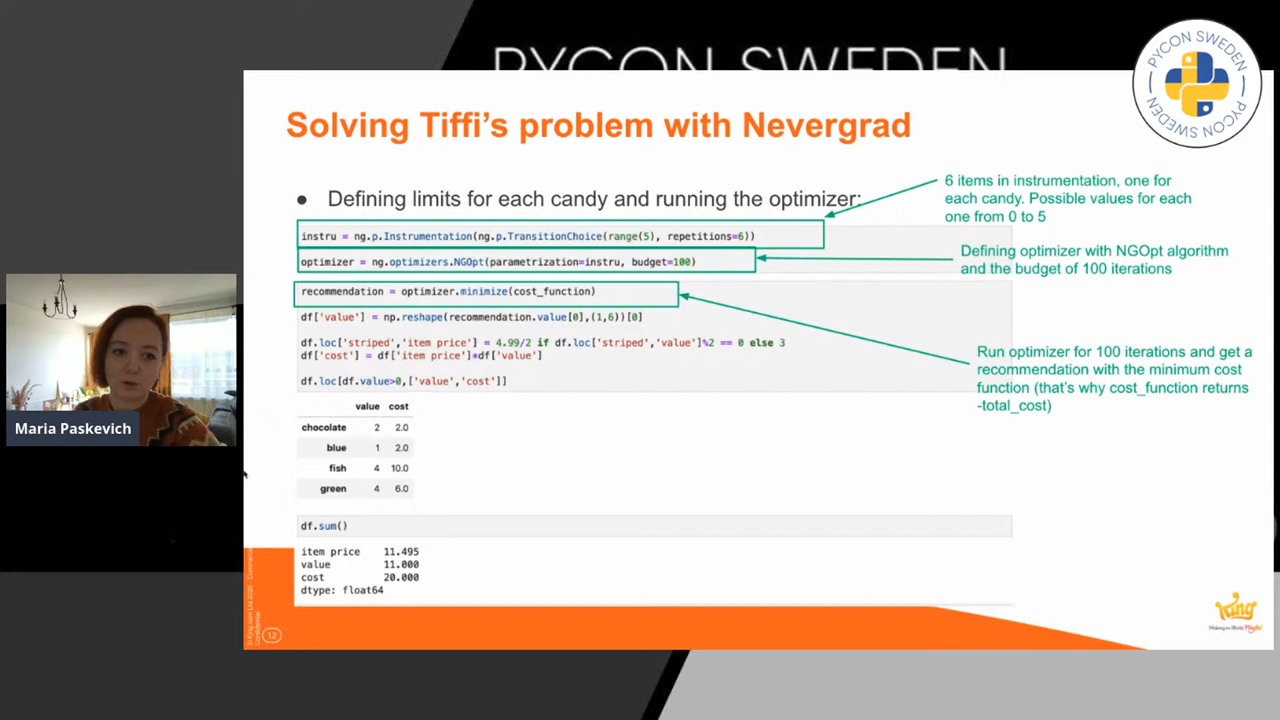 PYCON SWEDEN
PYCON SWEDEN
PYCON SWEDEN
Solving Tiffi's problem with Nevergrad
● Defining limits for each candy and running the optimizer:
6 items in instrumentation, one for
each candy. Possible values for each
one from 0 to 5
instru = ng.p.Instrumentation(ng.p.TransitionChoice(range(5), repetitions=6))
Defining optimizer with NGOpt algorithm
and the budget of 100 iterations
optimizer = ng.optimizers.NGOpt(parametrization=instru, budget=100)
recommendation = optimizer.minimize(cost_function)
df['value'] = np.reshape(recommendation.value[0],(1,6))[0]
df.loc['striped','item price'] = 4.99/2 if df.loc['striped','value']%2 == 0 else 3
df['cost'] = df['item price']*df['value']
df.loc[df.value>0,['value','cost']]
Run optimizer for 100 iterations and get a
recommendation with the minimum cost
function (that's why cost_function returns
-total_cost)
value cost
chocolate 2 2.0
blue 1 2.0
fish 4 10.0
green 4 6.0
df.sum()
item price 11.495
value 11.000
cost 20.000
dtype: float64
Maria Paskevich
12
King